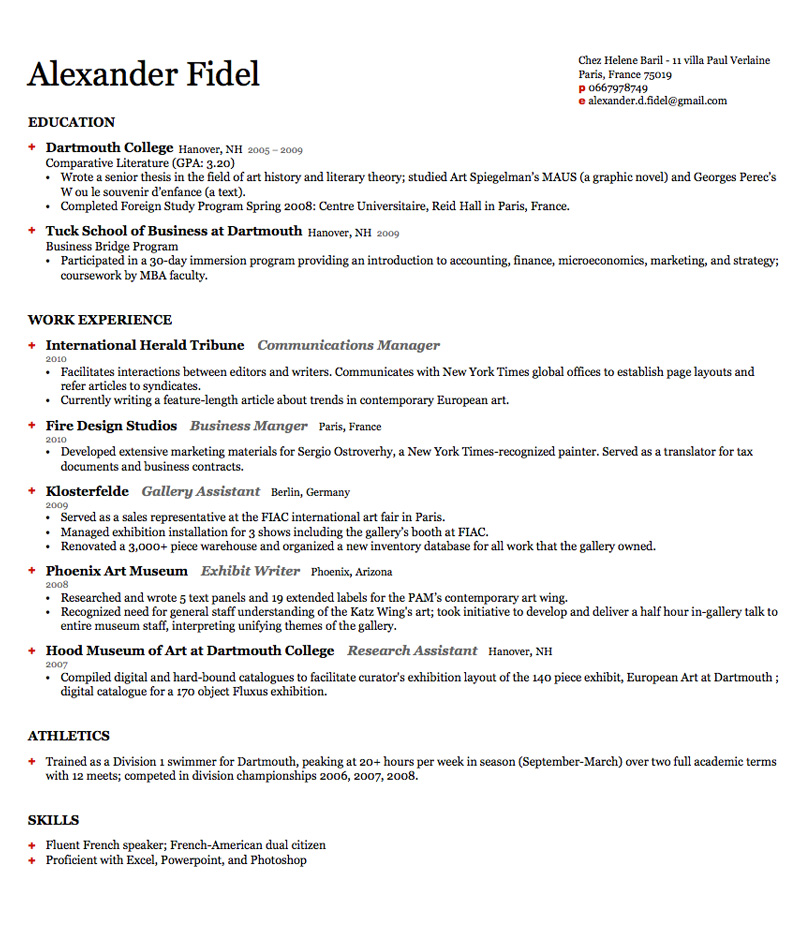 Alexander Fidel
Chez Helene Baril - 11 villa Paul Verlaine
Paris, France 75019
p 0667978749
e alexander.d.fidel@gmail.com
EDUCATION
+ Dartmouth College Hanover, NH 2005 – 2009
Comparative Literature (GPA: 3.20)
• Wrote a senior thesis in the field of art history and literary theory; studied Art Spiegelman's MAUS (a graphic novel) and Georges Perec's
W ou le souvenir d'enfance (a text).
• Completed Foreign Study Program Spring 2008: Centre Universitaire, Reid Hall in Paris, France.
+ Tuck School of Business at Dartmouth Hanover, NH 2009
Business Bridge Program
• Participated in a 30-day immersion program providing an introduction to accounting, finance, microeconomics, marketing, and strategy;
coursework by MBA faculty.
WORK EXPERIENCE
+ International Herald Tribune Communications Manager
2010
• Facilitates interactions between editors and writers. Communicates with New York Times global offices to establish page layouts and
refer articles to syndicates.
• Currently writing a feature-length article about trends in contemporary European art.
+ Fire Design Studios Business Manger Paris, France
2010
• Developed extensive marketing materials for Sergio Ostroverhy, a New York Times-recognized painter. Served as a translator for tax
documents and business contracts.
+ Klosterfelde Gallery Assistant Berlin, Germany
2009
• Served as a sales representative at the FIAC international art fair in Paris.
• Managed exhibition installation for 3 shows including the gallery's booth at FIAC.
• Renovated a 3,000+ piece warehouse and organized a new inventory database for all work that the gallery owned.
+ Phoenix Art Museum Exhibit Writer Phoenix, Arizona
2008
• Researched and wrote 5 text panels and 19 extended labels for the PAM's contemporary art wing.
• Recognized need for general staff understanding of the Katz Wing's art; took initiative to develop and deliver a half hour in-gallery talk to
entire museum staff, interpreting unifying themes of the gallery.
+ Hood Museum of Art at Dartmouth College Research Assistant Hanover, NH
2007
• Compiled digital and hard-bound catalogues to facilitate curator's exhibition layout of the 140 piece exhibit, European Art at Dartmouth ;
digital catalogue for a 170 object Fluxus exhibition.
ATHLETICS
+ Trained as a Division 1 swimmer for Dartmouth, peaking at 20+ hours per week in season (September-March) over two full academic terms
with 12 meets; competed in division championships 2006, 2007, 2008.
SKILLS
+ Fluent French speaker; French-American dual citizen
+ Proficient with Excel, Powerpoint, and Photoshop